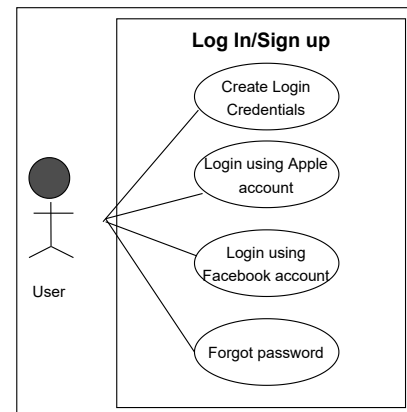 Log In/Sign up
Create Login
Credentials
Login using Apple
account
Login using
Facebook account
User
Forgot password